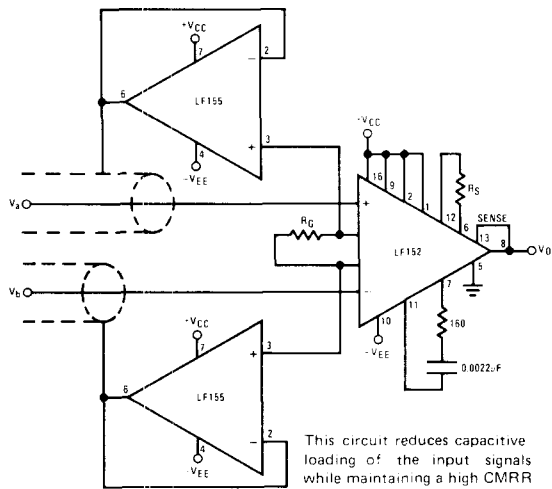 +VCC
7
2
−
6
LF155
+
3
4
−VEE
Va
-VCC
16
9
2
1
12
RS
6
SENSE
13
8
VO
+
RG
LF152
5
−
10
−VEE
11
7
160
0.0022μF
Vb
+VCC
7
3
+
6
LF155
2
−
4
−VEE
This circuit reduces capacitive
loading of the input signals
while maintaining a high CMRR